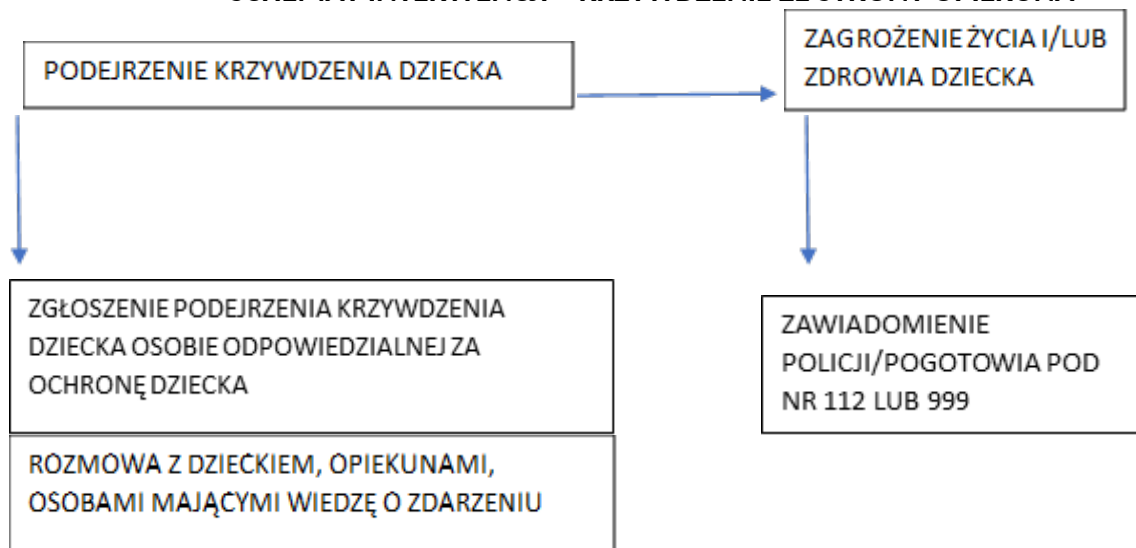 PODEJRZENIE KRZYWDZENIA DZIECKA
ZAGROŻENIE ŻYCIA I/LUB
ZDROWIA DZIECKA
ZGŁOSZENIE PODEJRZENIA KRZYWDZENIA
DZIECKA OSOBIE ODPOWIEDZIALNEJ ZA
OCHRONĘ DZIECKA
ZAWIADOMIENIE
POLICJI/POGOTOWIA POD
NR 112 LUB 999
ROZMOWA Z DZIECKIEM, OPIEKUNAMI,
OSOBAMI MAJĄCYMI WIEDZĘ O ZDARZENIU